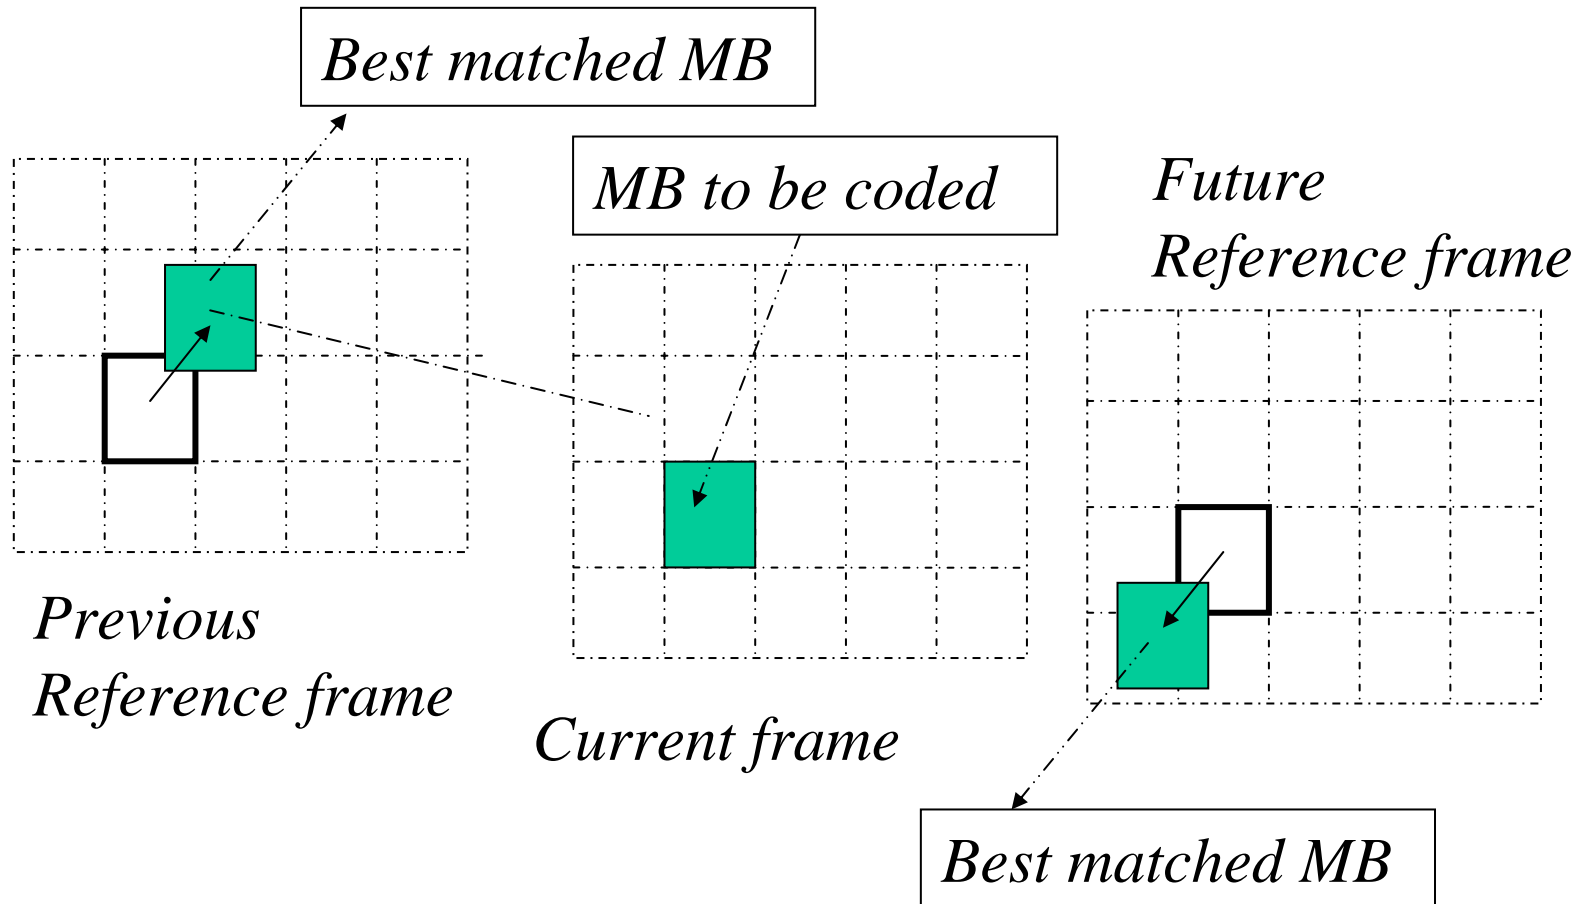 Best matched MB
MB to be coded
Future
Reference frame
Previous
Reference frame
Current frame
Best matched MB